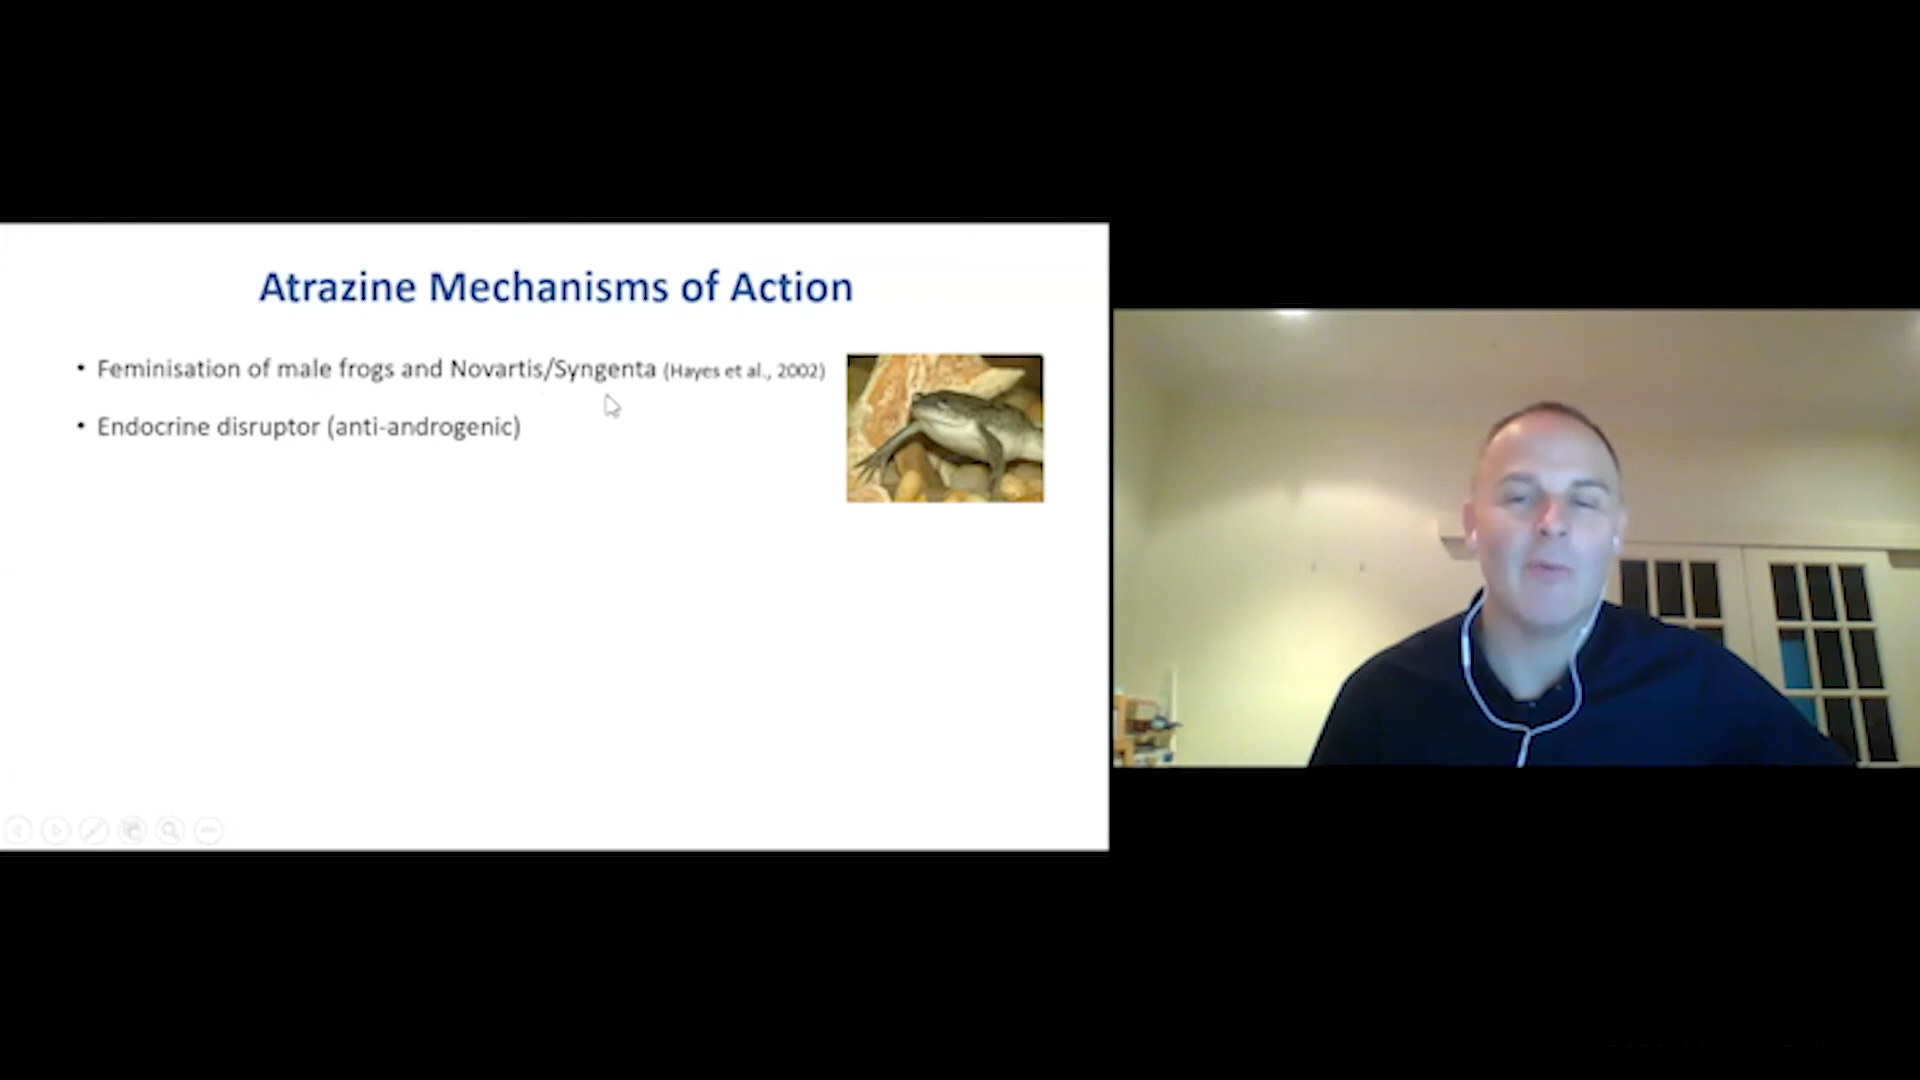 Atrazine Mechanisms of Action
• Feminisation of male frogs and Novartis/Syngenta (Hayes et al., 2002)
• Endocrine disruptor (anti-androgenic)